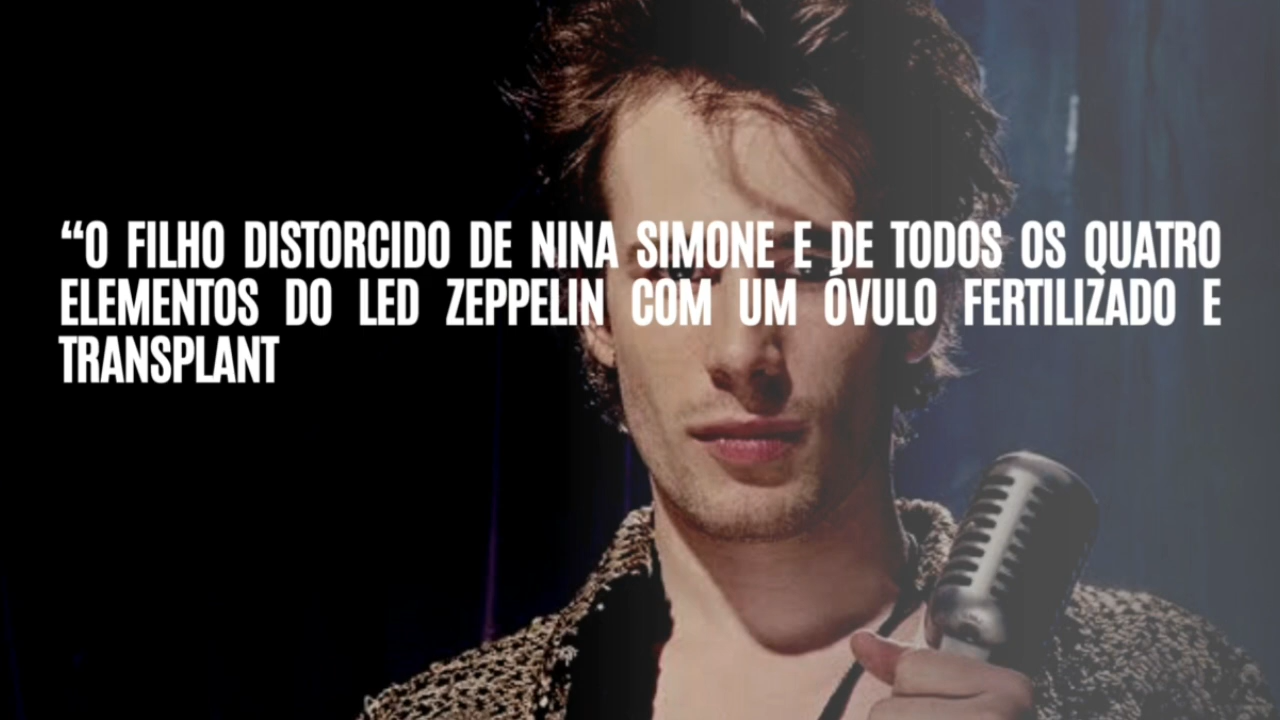 “O FILHO DISTORCIDO DE NINA SIMONE E DE TODOS OS QUATRO
ELEMENTOS DO LED ZEPPELIN COM UM ÓVULO FERTILIZADO E
TRANSPLANT